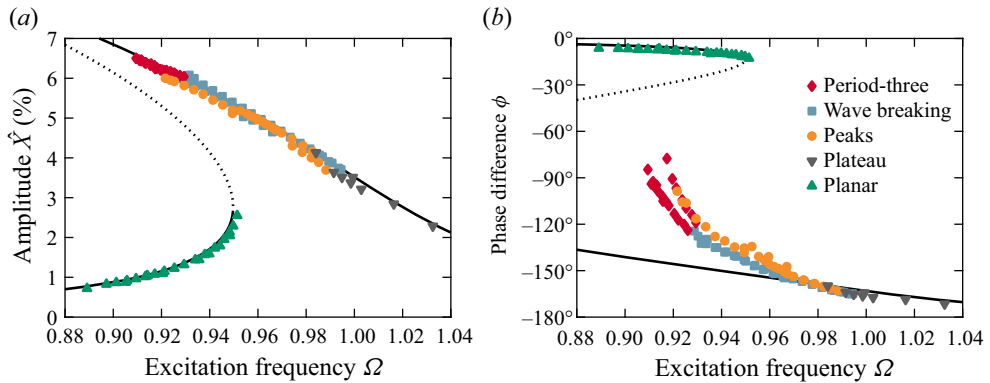 (a)
7
6
5
4
3
2
1
0
Amplitude X̂ (%)
0.88 0.90 0.92 0.94 0.96 0.98 1.00 1.02 1.04
Excitation frequency Ω
(b)
0°
−30°
−60°
−90°
−120°
−150°
−180°
Phase difference ϕ
Period-three
Wave breaking
Peaks
Plateau
Planar
0.88 0.90 0.92 0.94 0.96 0.98 1.00 1.02 1.04
Excitation frequency Ω